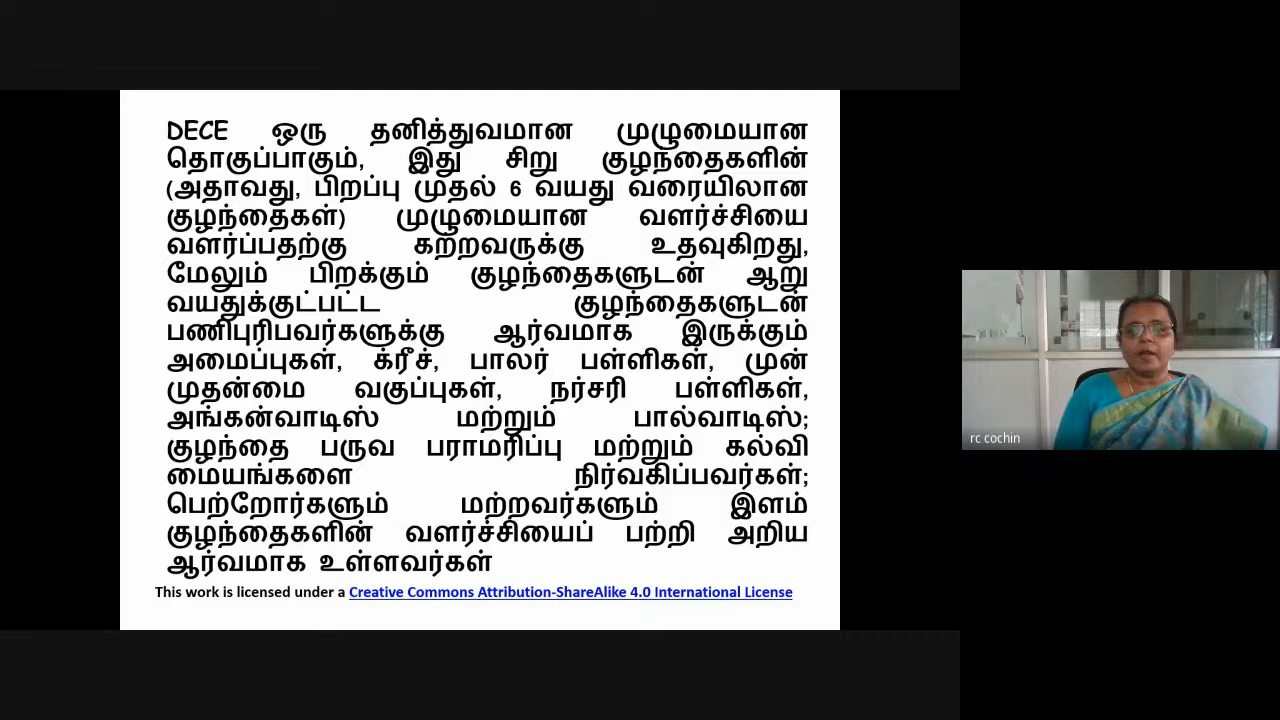 DECE ஒரு தனித்துவமான முழுமையான
தொகுப்பாகும், இது சிறு குழந்தைகளின்
(அதாவது, பிறப்பு முதல் 6 வயது வரையிலான
குழந்தைகள்) முழுமையான வளர்ச்சியை
வளர்ப்பதற்கு கற்றவருக்கு உதவுகிறது,
மேலும் பிறக்கும் குழந்தைகளுடன் ஆறு
வயதுக்குட்பட்ட குழந்தைகளுடன்
பணிபுரிபவர்களுக்கு ஆர்வமாக இருக்கும்
அமைப்புகள், க்ரீச், பாலர் பள்ளிகள், முன்
முதன்மை வகுப்புகள், நர்சரி பள்ளிகள்,
அங்கன்வாடிஸ் மற்றும் பால்வாடிஸ்;
குழந்தை பருவ பராமரிப்பு மற்றும் கல்வி
மையங்களை நிர்வகிப்பவர்கள்;
பெற்றோர்களும் மற்றவர்களும் இளம்
குழந்தைகளின் வளர்ச்சியைப் பற்றி அறிய
ஆர்வமாக உள்ளவர்கள்
This work is licensed under a Creative Commons Attribution-ShareAlike 4.0 International License
rc cochin